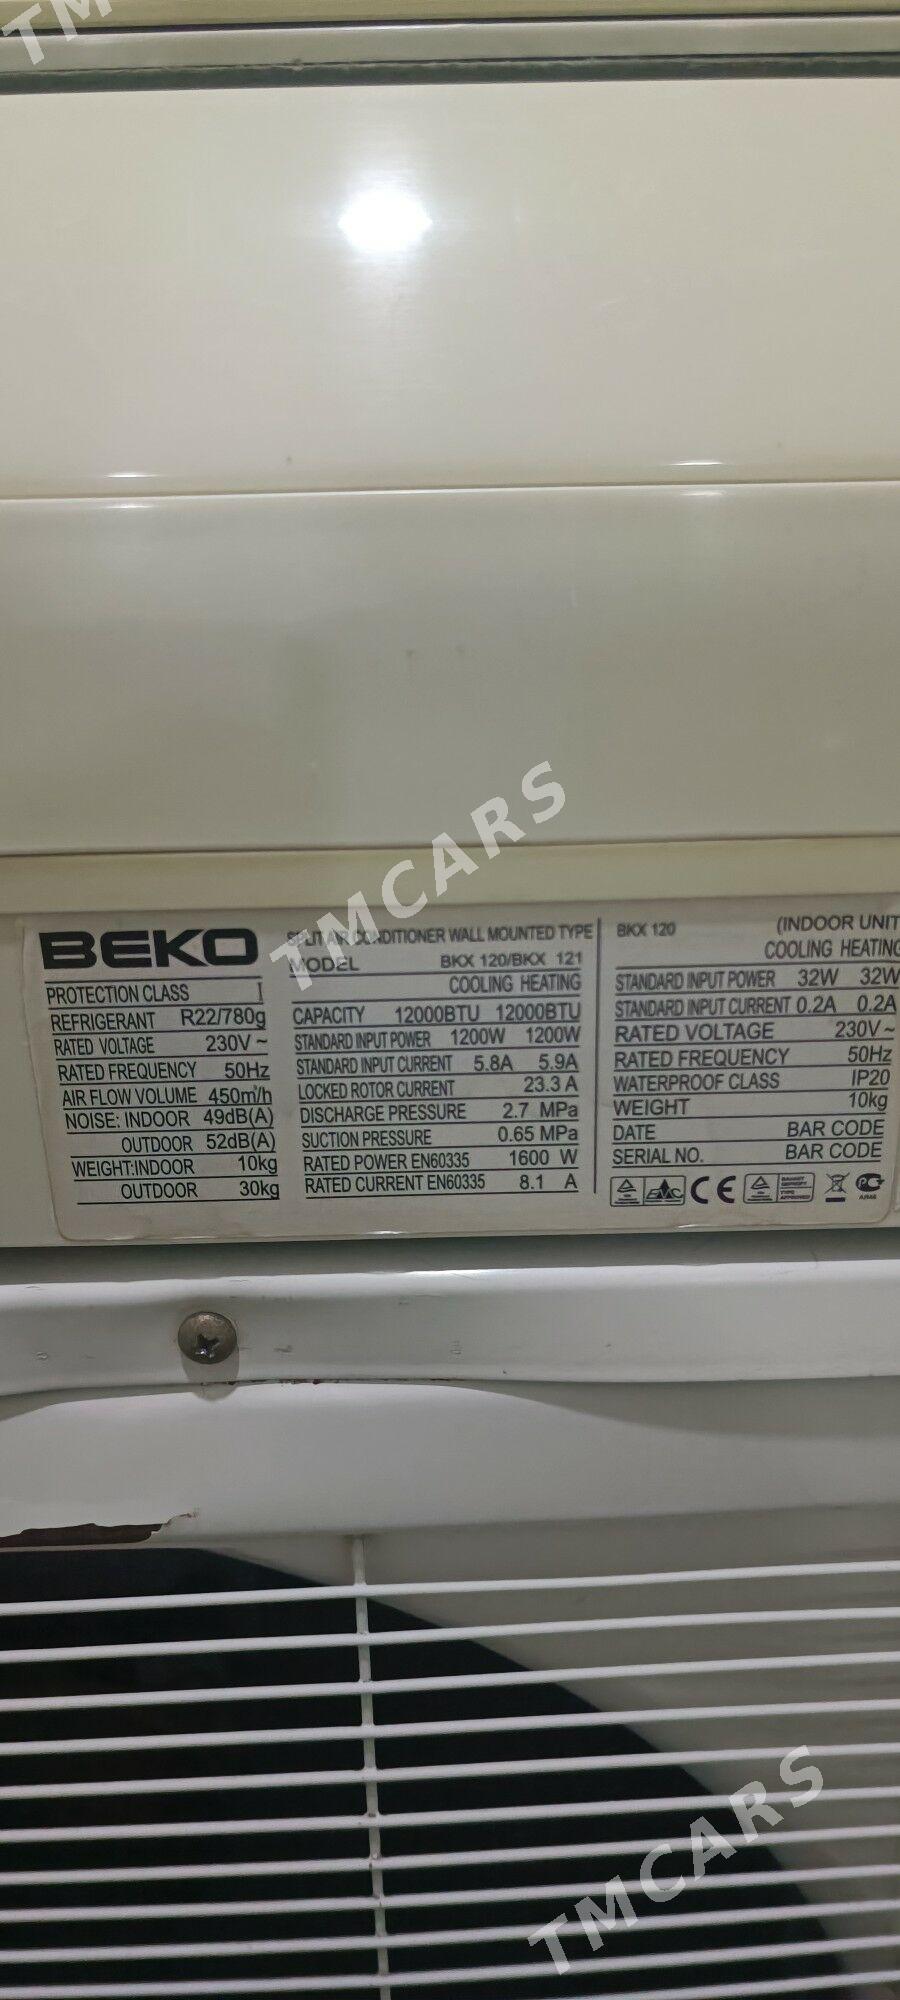 TM
BEKO
PROTECTION CLASS I
REFRIGERANT R22/780g
RATED VOLTAGE 230V~
RATED FREQUENCY 50Hz
AIR FLOW VOLUME 450m³/h
NOISE: INDOOR 49dB(A)
OUTDOOR 52dB(A)
WEIGHT:INDOOR 10kg
OUTDOOR 30kg
SPLIT AIR CONDITIONER WALL MOUNTED TYPE
MODEL BKX 120/BKX 121
COOLING HEATING
CAPACITY 12000BTU 12000BTU
STANDARD INPUT POWER 1200W 1200W
STANDARD INPUT CURRENT 5.8A 5.9A
LOCKED ROTOR CURRENT 23.3 A
DISCHARGE PRESSURE 2.7 MPa
SUCTION PRESSURE 0.65 MPa
RATED POWER EN60335 1600 W
RATED CURRENT EN60335 8.1 A
BKX 120 (INDOOR UNIT
COOLING HEATING
STANDARD INPUT POWER 32W 32W
STANDARD INPUT CURRENT 0.2A 0.2A
RATED VOLTAGE 230V~
RATED FREQUENCY 50Hz
WATERPROOF CLASS IP20
WEIGHT 10kg
DATE BAR CODE
SERIAL NO. BAR CODE
EMC CE
TMCARS
TMCARS